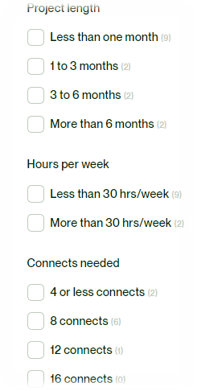 Project length
Less than one month (9)
1 to 3 months (2)
3 to 6 months (2)
More than 6 months (2)
Hours per week
Less than 30 hrs/week (9)
More than 30 hrs/week (2)
Connects needed
4 or less connects (2)
8 connects (6)
12 connects (1)
16 connects (0)